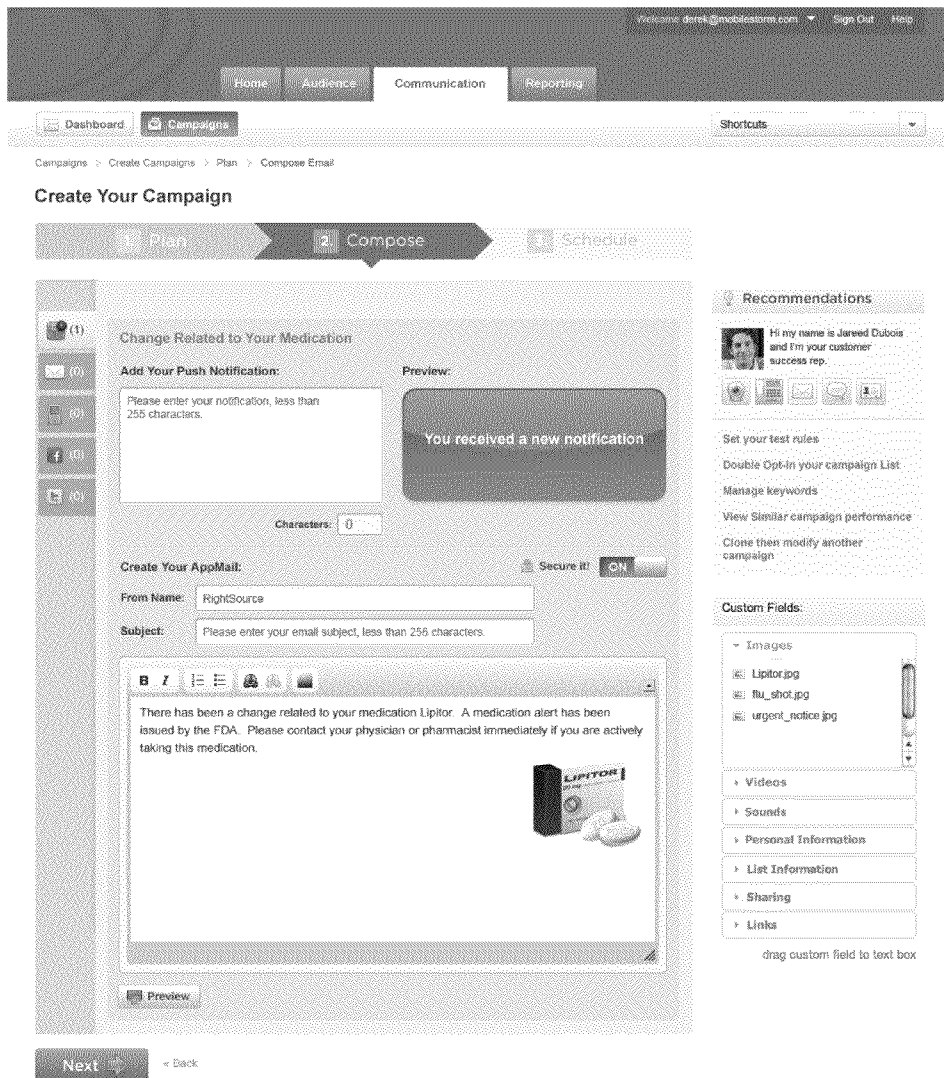 Welcome derek@mobilestorm.com Sign Out Help
Home Audience Communication Reporting
Dashboard Campaigns Shortcuts
Campaigns > Create Campaigns > Plan > Compose Email
Create Your Campaign
1. Plan 2. Compose 3 Schedule
Recommendations
Hi my name is Jareed Dubois
and I'm your customer
success rep.
(1)
(0)
(0)
(0)
(0)
Change Related to Your Medication
Add Your Push Notification:
Please enter your notification, less than
256 characters.
Characters: 0
Preview:
You received a new notification
Set your test rules
Double Opt-In your campaign List
Manage keywords
View Similar campaign performance
Clone then modify another
campaign
Create Your AppMail:
Secure it! ON
From Name: RightSource
Subject: Please enter your email subject, less than 256 characters.
B I
There has been a change related to your medication Lipitor. A medication alert has been
issued by the FDA. Please contact your physician or pharmacist immediately if you are actively
taking this medication.
LIPITOR
Custom Fields:
Images
Lipitor.jpg
flu_shot.jpg
urgent_notice.jpg
Videos
Sounds
Personal Information
List Information
Sharing
Links
drag custom field to text box
Preview
Next « Back